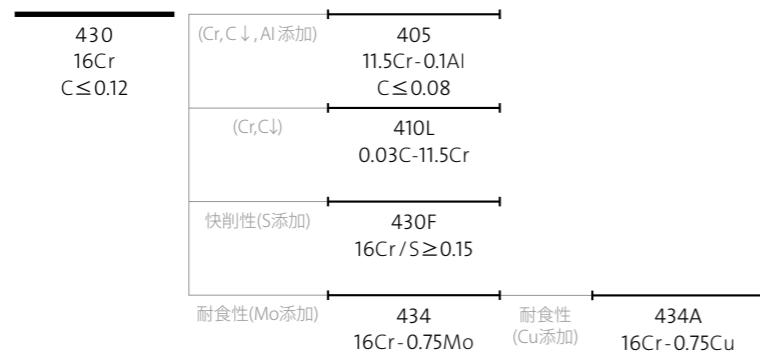 430
16Cr
C≦0.12
(Cr, C↓, Al 添加)
405
11.5Cr-0.1Al
C≦0.08
(Cr,C↓)
410L
0.03C-11.5Cr
快削性(S添加)
430F
16Cr/S≧0.15
耐食性(Mo添加)
434
16Cr-0.75Mo
耐食性
(Cu添加)
434A
16Cr-0.75Cu